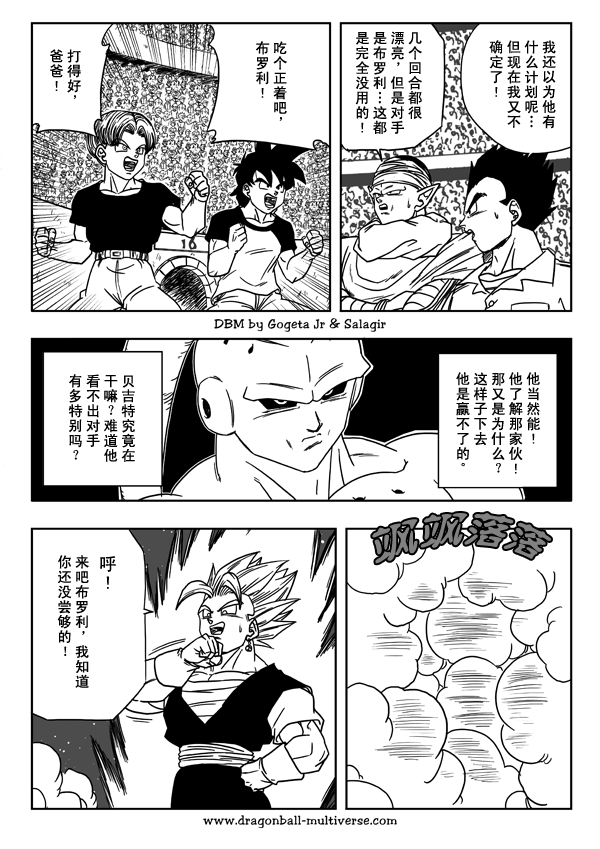 我还以为他有
什么计划呢…
但现在我又不
确定了！
几个回合都很
漂亮，但是对手
是布罗利…这都
是完全没用的！
吃个正着吧，
布罗利！
打得好，
爸爸！
16
DBM by Gogeta Jr & Salagir
他当然能！
他了解那家伙！
那又是为什么？
这样子下去
他是赢不了的。
贝吉特究竟在
干嘛？难道他
看不出对手
有多特别吗？
飒飒落落
呼！
来吧布罗利，我知道
你还没尝够的！
www.dragonball-multiverse.com